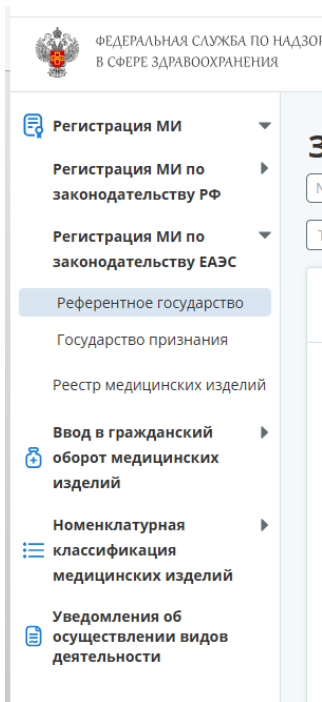 ФЕДЕРАЛЬНАЯ СЛУЖБА ПО
В СФЕРЕ ЗДРАВООХРАНЕНИЯ
Регистрация МИ
Регистрация МИ по
законодательству РФ
Регистрация МИ по
законодательству ЕАЭС
Референтное государство
Государство признания
Реестр медицинских изделий
Ввод в гражданский
оборот медицинских
изделий
Номенклатурная
классификация
медицинских изделий
Уведомления об
осуществлении видов
деятельности